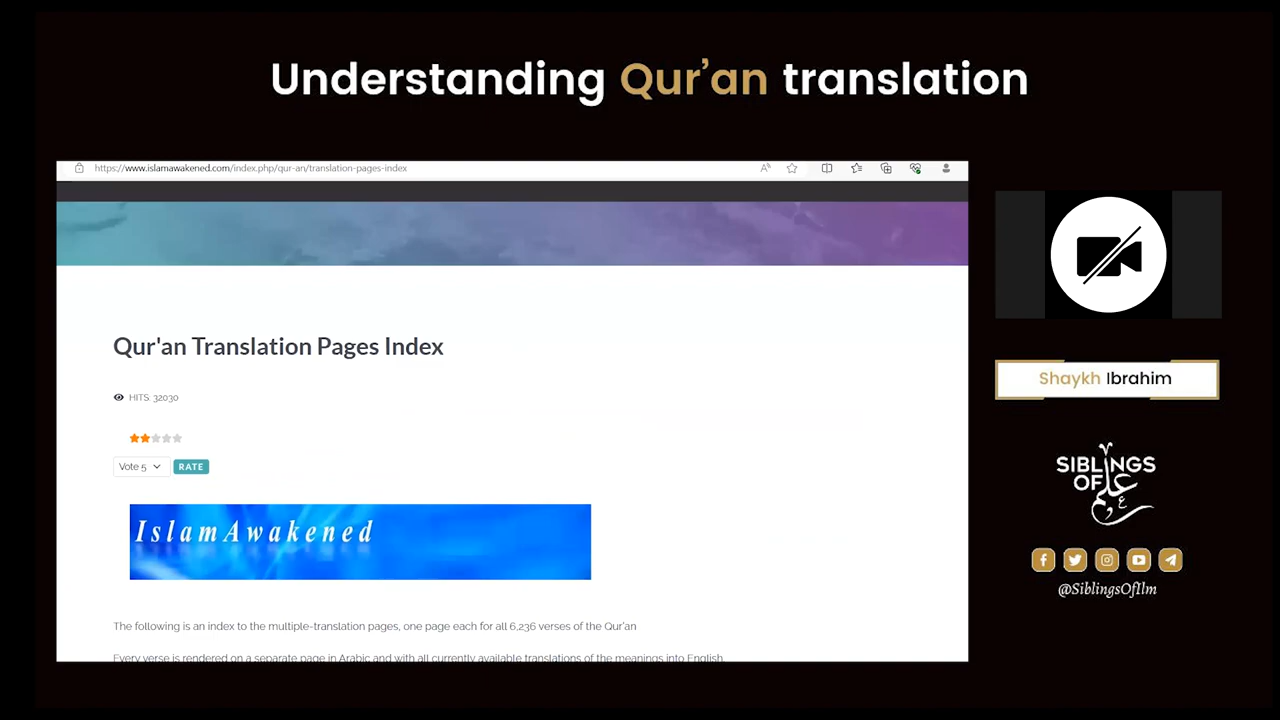 Understanding Qur’an translation
https://www.islamawakened.com/index.php/qur-an/translation-pages-index
Qur'an Translation Pages Index
HITS: 32030
Vote 5
RATE
IslamAwakened
The following is an index to the multiple-translation pages, one page each for all 6,236 verses of the Qur'an
Every verse is rendered on a separate page in Arabic and with all currently available translations of the meanings into English.
Shaykh Ibrahim
SIBLINGS
OF علم
@SiblingsOfIlm